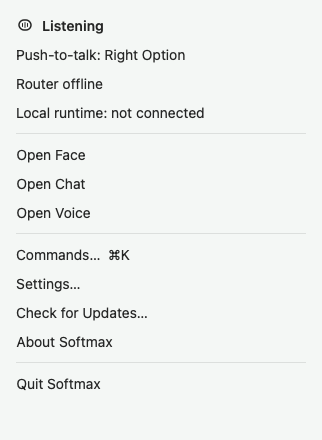 Listening
Push-to-talk: Right Option
Router offline
Local runtime: not connected
Open Face
Open Chat
Open Voice
Commands... ⌘K
Settings...
Check for Updates...
About Softmax
Quit Softmax